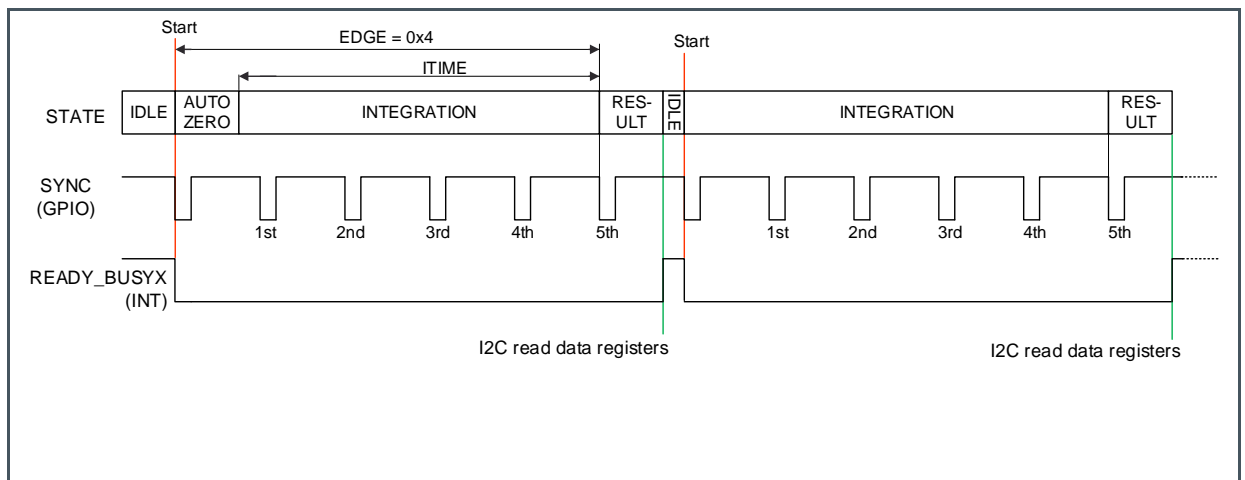 Start
EDGE = 0x4
Start
ITIME
STATE
IDLE
AUTO
ZERO
INTEGRATION
RES-
ULT
IDLE
INTEGRATION
RES-
ULT
SYNC
(GPIO)
1st
2nd
3rd
4th
5th
1st
2nd
3rd
4th
5th
READY_BUSYX
(INT)
I2C read data registers
I2C read data registers